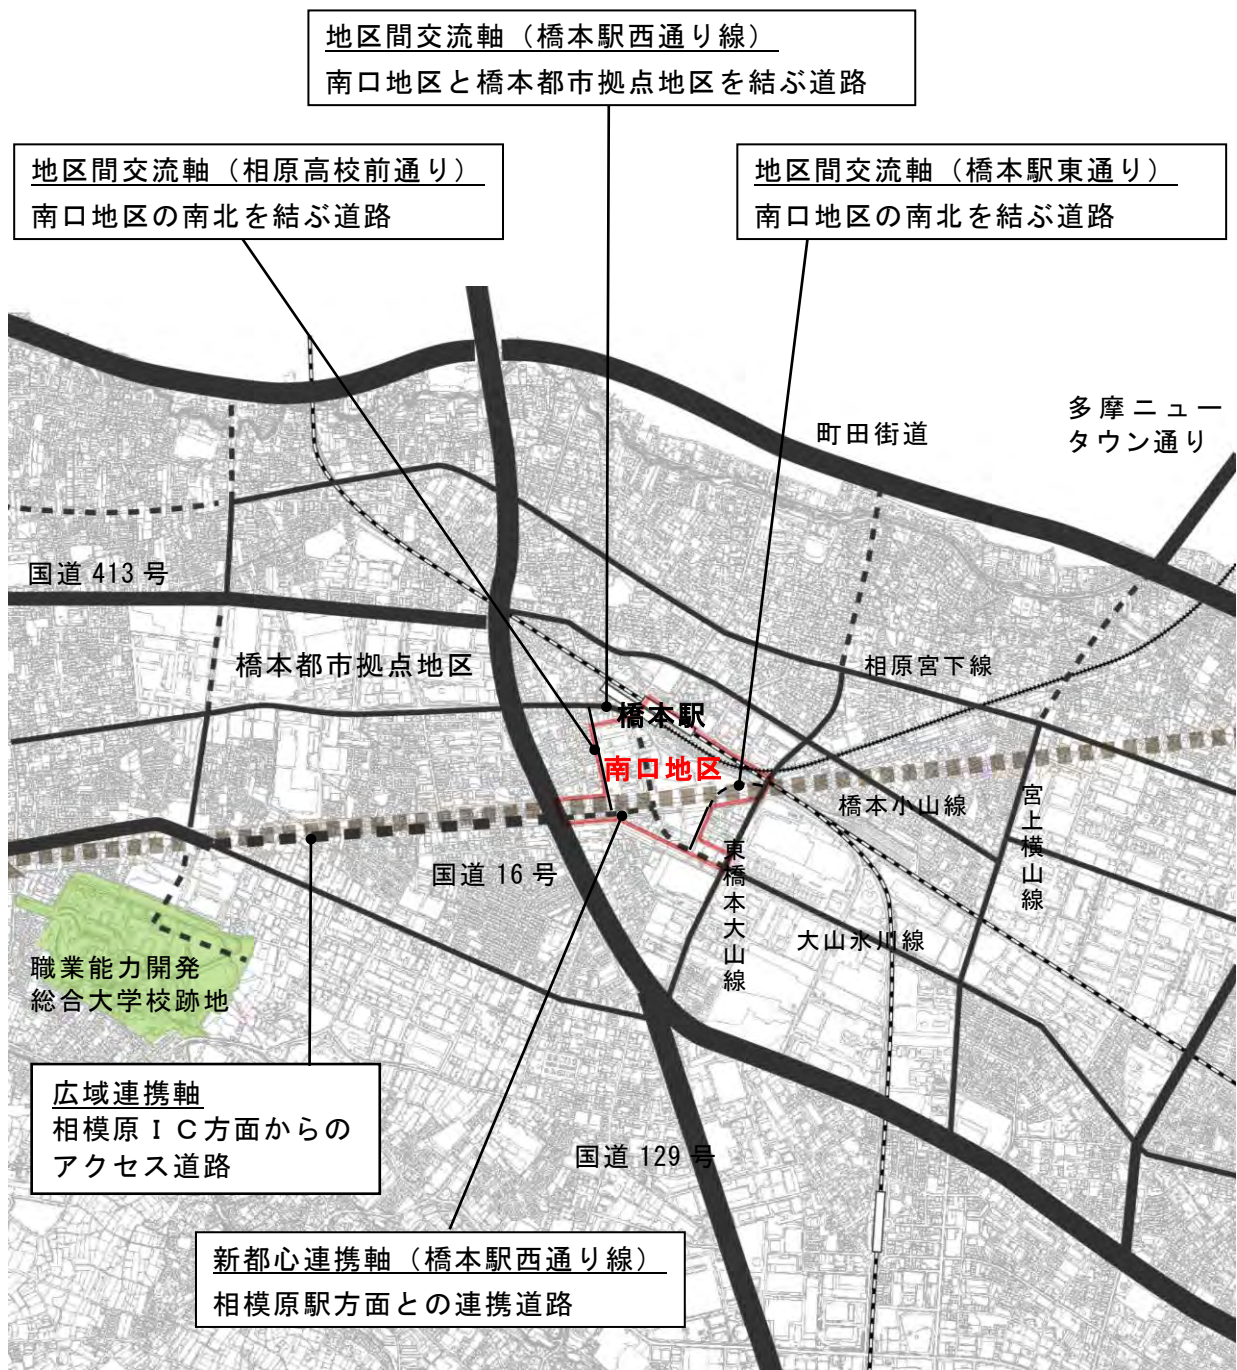 地区間交流軸（橋本駅西通り線）
南口地区と橋本都市拠点地区を結ぶ道路
地区間交流軸（相原高校前通り）
南口地区の南北を結ぶ道路
地区間交流軸（橋本駅東通り）
南口地区の南北を結ぶ道路
多摩ニュー
タウン通り
町田街道
国道 413 号
橋本都市拠点地区
相原宮下線
橋本駅
南口地区
橋本小山線
宮上横山線
国道 16 号
東橋本大山線
大山氷川線
職業能力開発
総合大学校跡地
広域連携軸
相模原ＩＣ方面からの
アクセス道路
国道 129 号
新都心連携軸（橋本駅西通り線）
相模原駅方面との連携道路